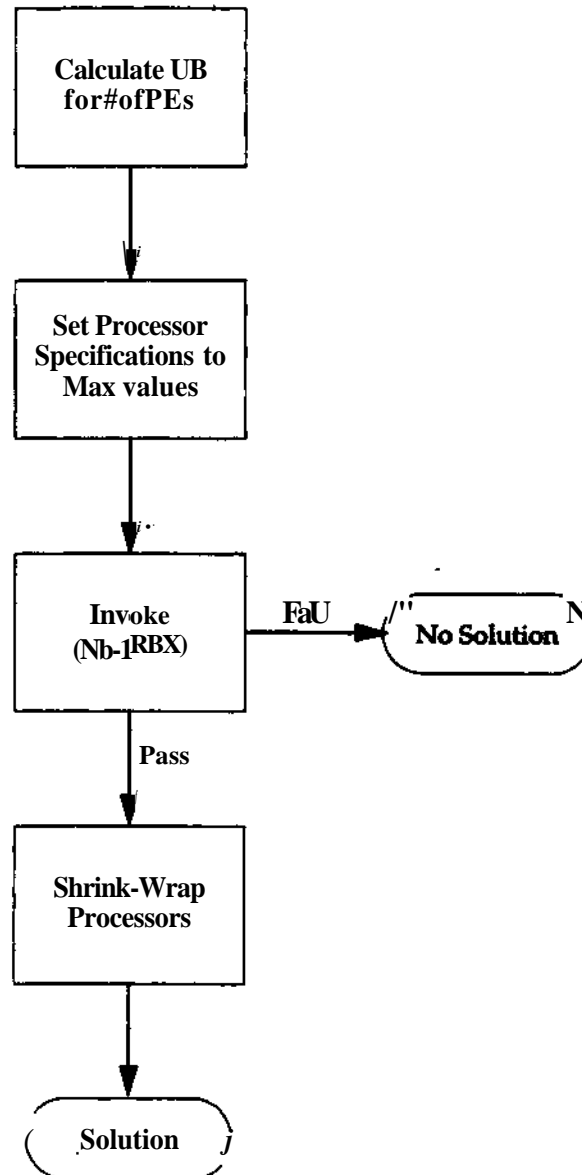 Calculate UB
for#ofPEs
Set Processor
Specifications to
Max values
Invoke
(Nb-1RBX)
FaU
No Solution
N
Pass
Shrink-Wrap
Processors
Solution